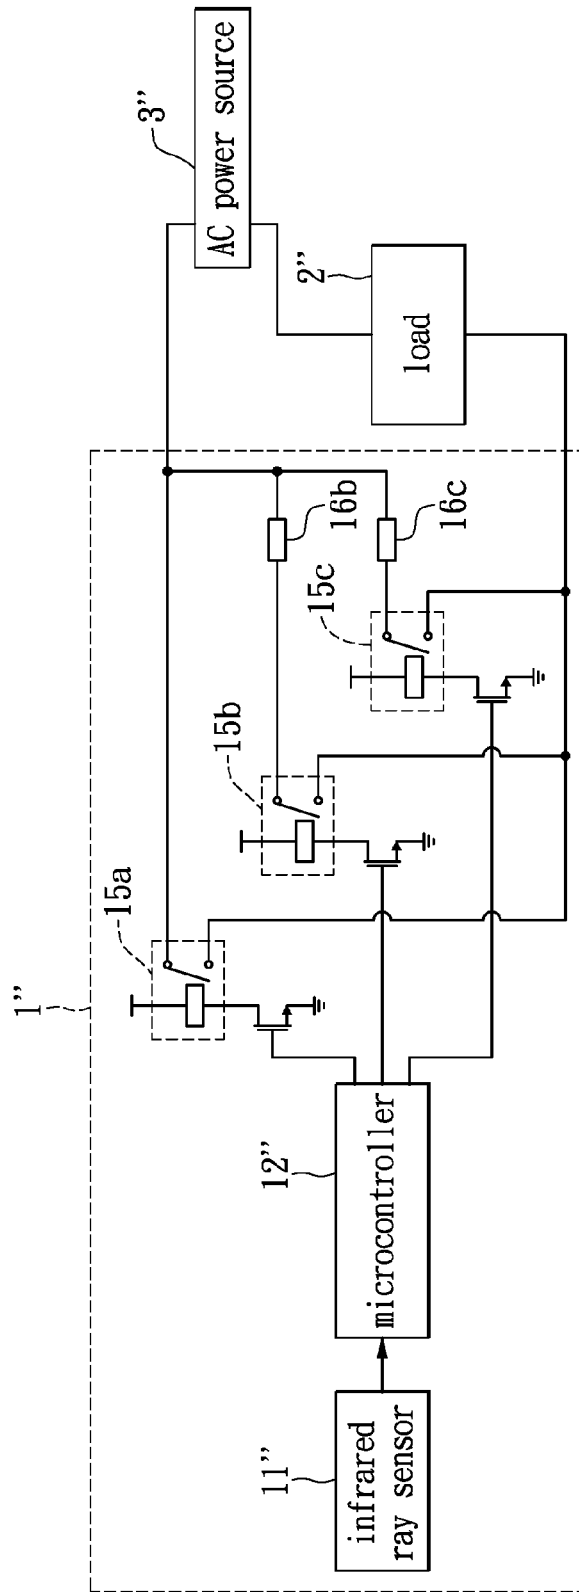 1”
15a
15b
15c
3”
AC power source
2”
load
16b
16c
12”
microcontroller
11”
infrared
ray sensor